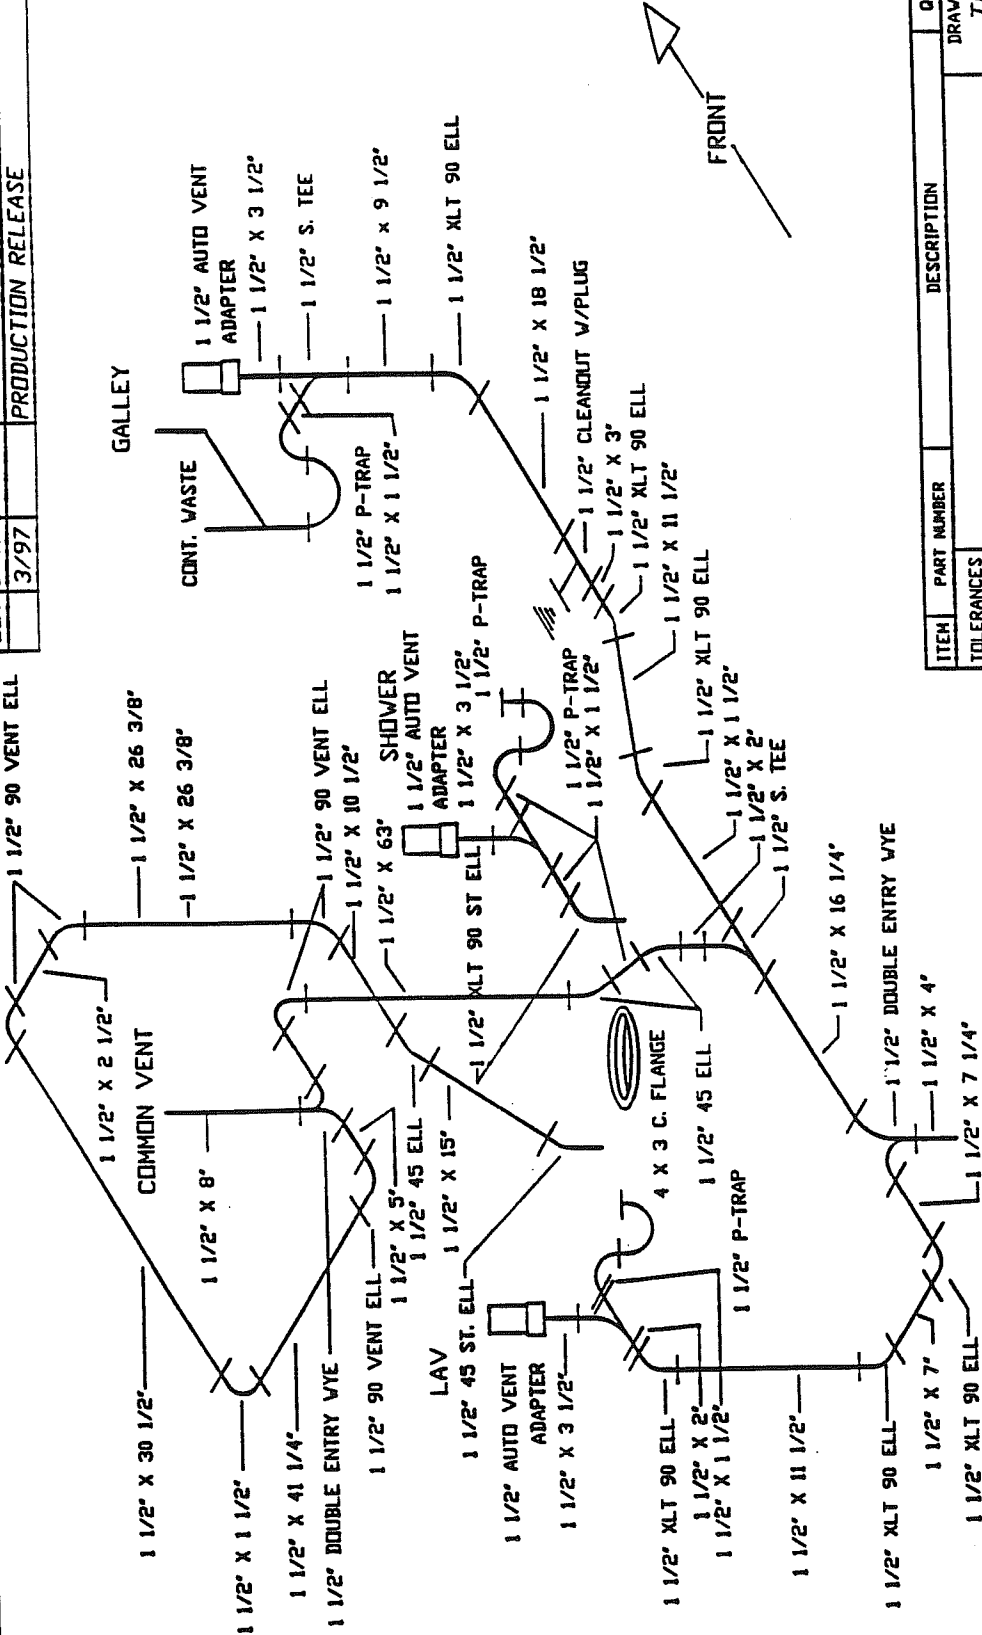 3/97
PRODUCTION RELEASE
1 1/2" 90 VENT ELL
1 1/2" X 26 3/8"
1 1/2" X 26 3/8"
1 1/2" 90 VENT ELL
1 1/2" X 10 1/2"
1 1/2" X 63"
1 1/2" X 2 1/2"
COMMON VENT
1 1/2" X 8"
1 1/2" X 30 1/2"
1 1/2" X 1 1/2"
1 1/2" X 41 1/4"
1 1/2" DOUBLE ENTRY WYE
1 1/2" 90 VENT ELL
1 1/2" X 5"
1 1/2" 45 ELL
1 1/2" X 15"
1 1/2" 45 ST. ELL
1 1/2" XLT 90 ST ELL
GALLEY
CONT. WASTE
1 1/2" AUTO VENT
ADAPTER
1 1/2" X 3 1/2"
1 1/2" S. TEE
1 1/2" x 9 1/2"
1 1/2" XLT 90 ELL
1 1/2" P-TRAP
1 1/2" X 1 1/2"
1 1/2" X 18 1/2"
1 1/2" CLEANOUT W/PLUG
1 1/2" X 3"
1 1/2" XLT 90 ELL
1 1/2" X 11 1/2"
1 1/2" XLT 90 ELL
1 1/2" X 1 1/2"
1 1/2" X 2"
1 1/2" S. TEE
SHOWER
1 1/2" AUTO VENT
ADAPTER
1 1/2" X 3 1/2"
1 1/2" P-TRAP
1 1/2" P-TRAP
1 1/2" X 1 1/2"
4 X 3 C. FLANGE
1 1/2" 45 ELL
1 1/2" X 16 1/4"
1 1/2" DOUBLE ENTRY WYE
1 1/2" X 4"
1 1/2" X 7 1/4"
LAV
1 1/2" AUTO VENT
ADAPTER
1 1/2" X 3 1/2"
1 1/2" P-TRAP
1 1/2" XLT 90 ELL
1 1/2" X 2"
1 1/2" X 1 1/2"
1 1/2" X 11 1/2"
1 1/2" XLT 90 ELL
1 1/2" X 7"
1 1/2" XLT 90 ELL
FRONT
ITEM
PART NUMBER
DESCRIPTION
TOLERANCES